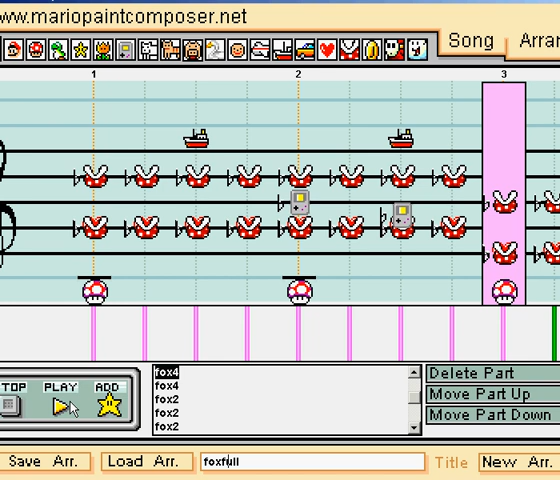 ww.mariopaintcomposer.net
Song
Arran
1
2
3
TOP
PLAY
ADD
fox4
fox4
fox2
fox2
fox2
Delete Part
Move Part Up
Move Part Down
Save Arr.
Load Arr.
foxfull
Title
New Arr.